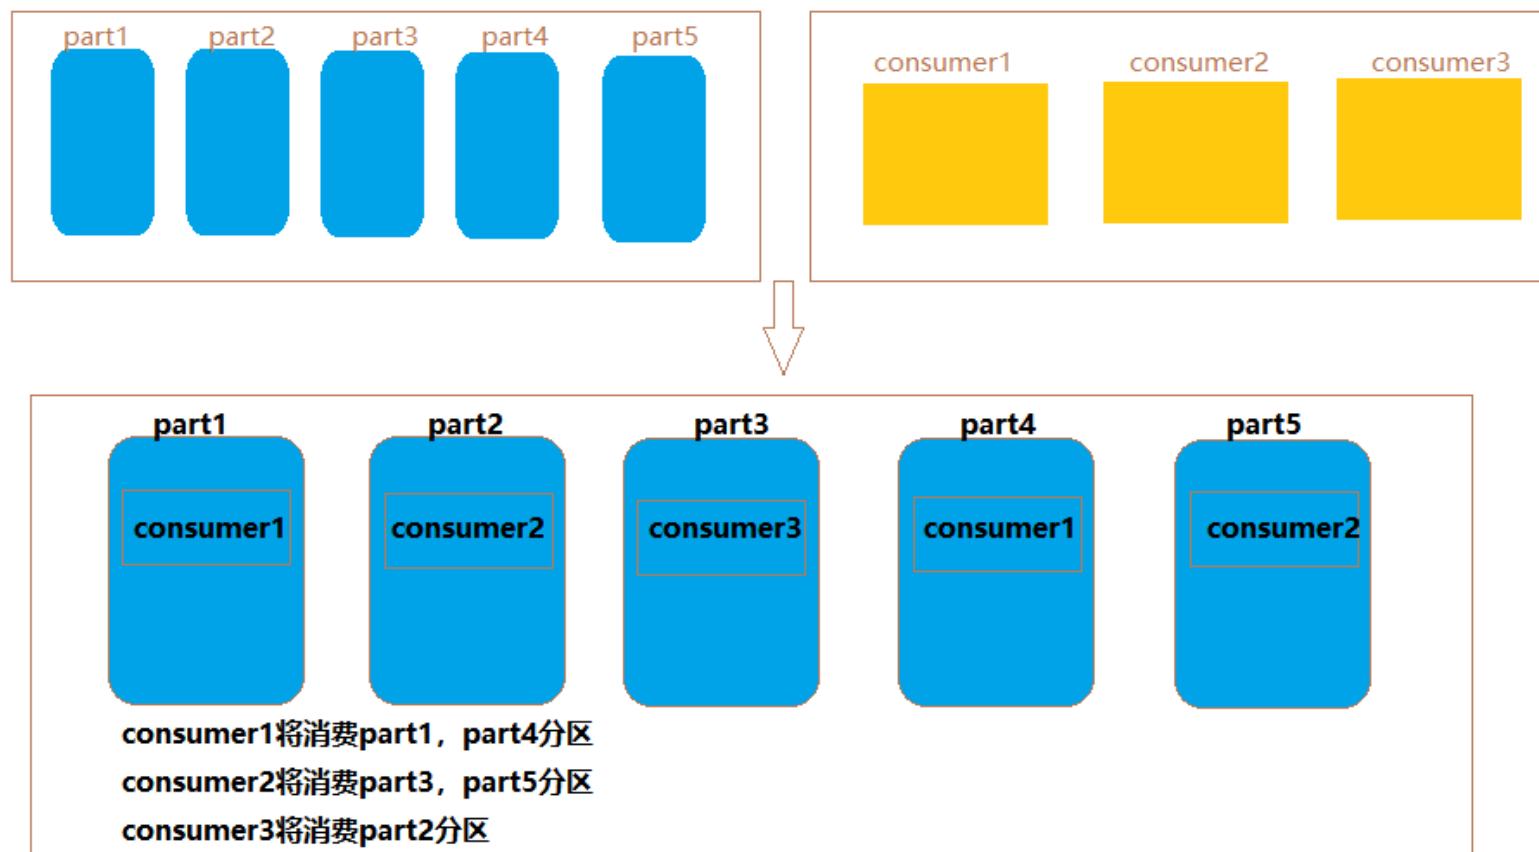 part1 part2 part3 part4 part5
consumer1 consumer2 consumer3
part1 part2 part3 part4 part5
consumer1 consumer2 consumer3 consumer1 consumer2
consumer1将消费part1，part4分区
consumer2将消费part3，part5分区
consumer3将消费part2分区